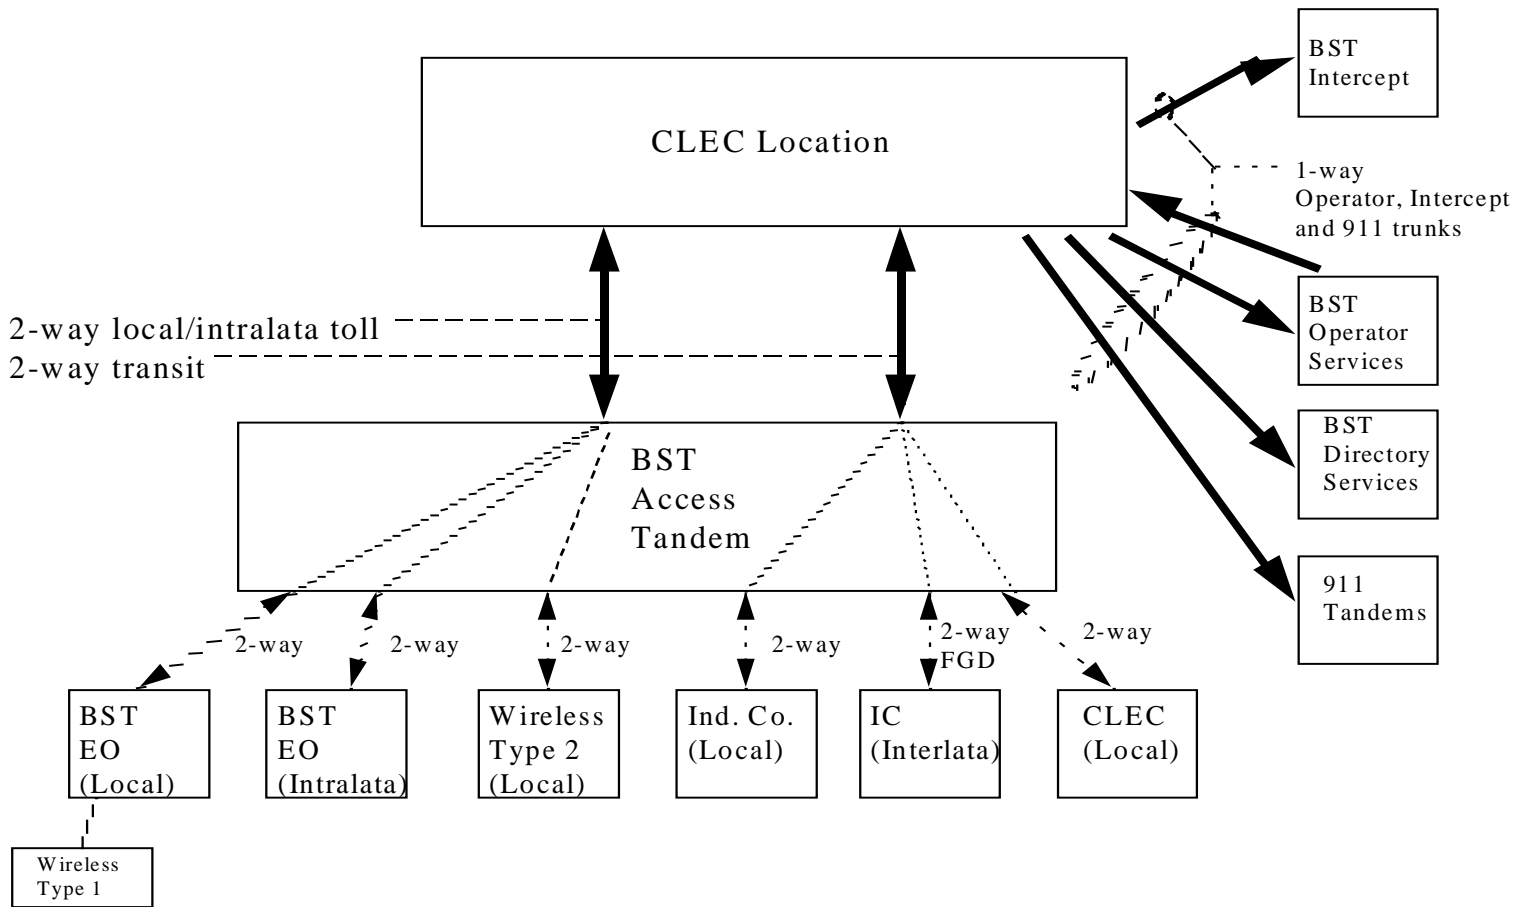 BST
Intercept
CLEC Location
1-way
Operator, Intercept
and 911 trunks
BST
Operator
Services
2-way local/intralata toll
2-way transit
BST
Directory
Services
BST
Access
Tandem
911
Tandems
2-way
2-way
2-way
2-way
2-way
FGD
2-way
BST
EO
(Local)
BST
EO
(Intralata)
Wireless
Type 2
(Local)
Ind. Co.
(Local)
IC
(Interlata)
CLEC
(Local)
Wireless
Type 1